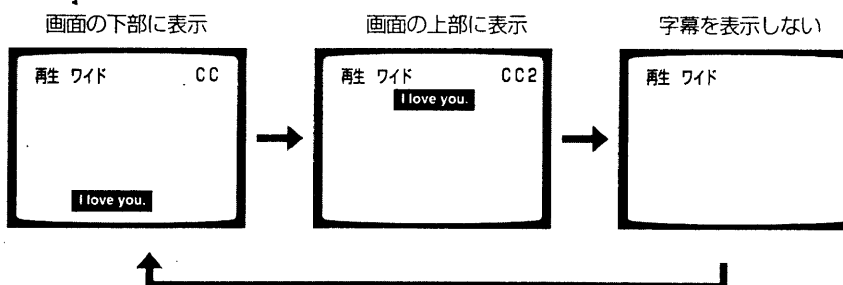 画面の下部に表示
再生 ワイド CC
I love you.
画面の上部に表示
再生 ワイド CC2
I love you.
字幕を表示しない
再生 ワイド